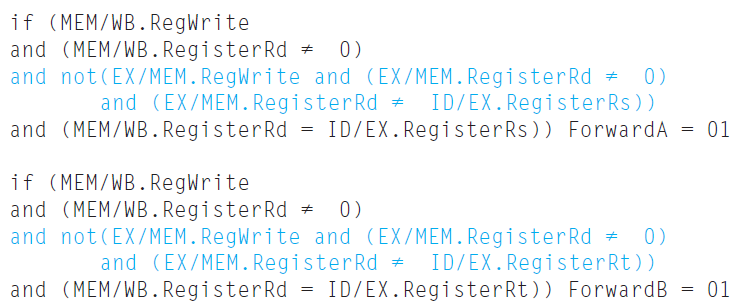 if (MEM/WB.RegWrite
and (MEM/WB.RegisterRd ≠ 0)
and not(EX/MEM.RegWrite and (EX/MEM.RegisterRd ≠ 0)
and (EX/MEM.RegisterRd ≠ ID/EX.RegisterRs))
and (MEM/WB.RegisterRd = ID/EX.RegisterRs)) ForwardA = 01
if (MEM/WB.RegWrite
and (MEM/WB.RegisterRd ≠ 0)
and not(EX/MEM.RegWrite and (EX/MEM.RegisterRd ≠ 0)
and (EX/MEM.RegisterRd ≠ ID/EX.RegisterRt))
and (MEM/WB.RegisterRd = ID/EX.RegisterRt)) ForwardB = 01